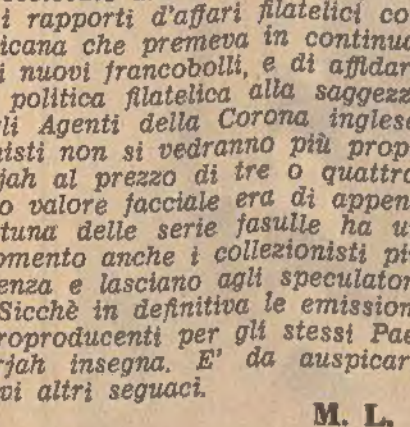 i rapporti d'affari filatelici co
icana che premeva in continua
i nuovi francobolli, e di affidar
politica filatelica alla saggezz
li Agenti della Corona inglese
nisti non si vedranno più prop
jah al prezzo di tre o quattro
o valore facciale era di appen
tuna delle serie fasulle ha u
omento anche i collezionisti pi
enza e lasciano agli speculator
Sicchè in definitiva le emission
roproducenti per gli stessi Pae
rjah insegna. E' da auspicar
vi altri seguaci.
M. L.